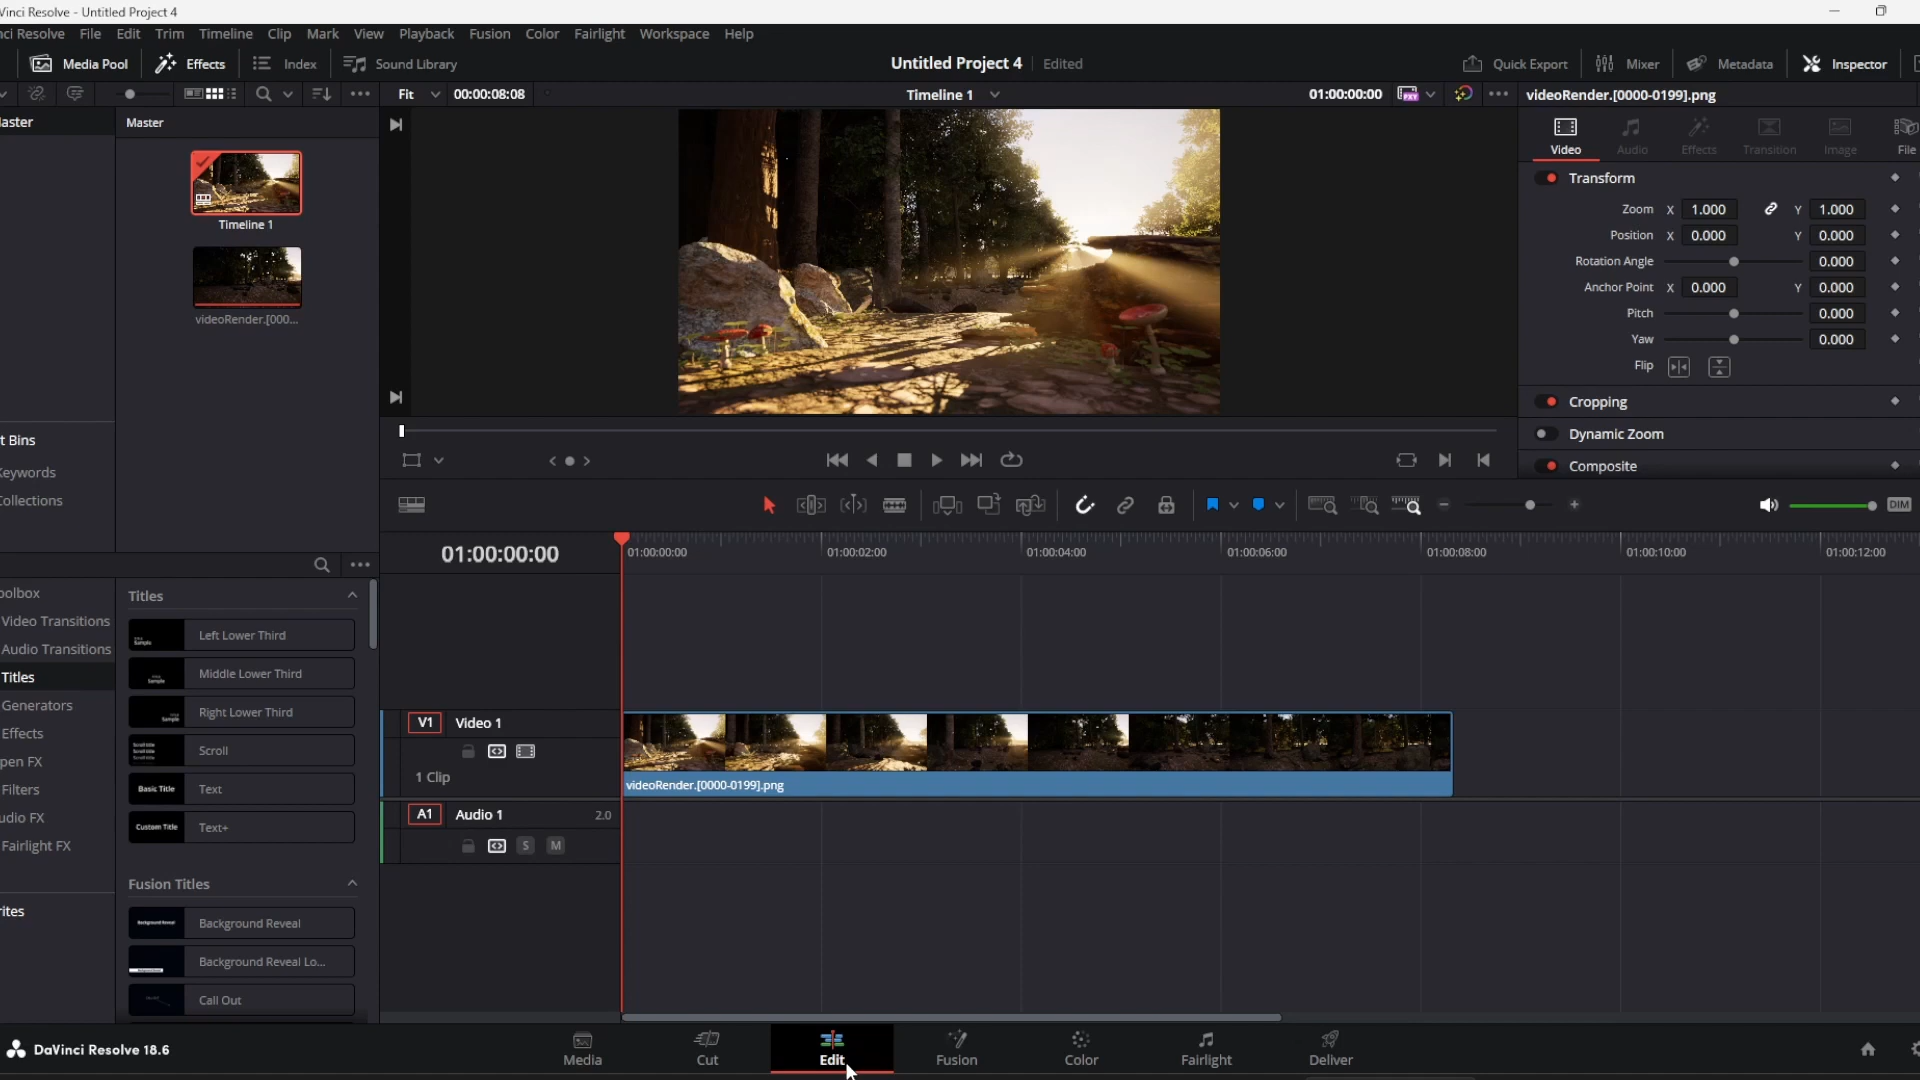 Vinci Resolve - Untitled Project 4
nci Resolve File Edit Trim Timeline Clip Mark View Playback Fusion Color Fairlight Workspace Help
Media Pool Effects Index Sound Library Untitled Project 4 Edited Quick Export Mixer Metadata Inspector
Fit 00:00:08:08 Timeline 1 01:00:00:00 videoRender.[0000-0199].png
aster Master
Video Audio Effects Transition Image File
Timeline 1
videoRender.[000...
Transform
Zoom X 1.000 Y 1.000
Position X 0.000 Y 0.000
Rotation Angle 0.000
Anchor Point X 0.000 Y 0.000
Pitch 0.000
Yaw 0.000
Flip
Cropping
Dynamic Zoom
Composite
t Bins
Keywords
Collections
DIM
01:00:00:00 01:00:00:00 01:00:02:00 01:00:04:00 01:00:06:00 01:00:08:00 01:00:10:00 01:00:12:00
oolbox
Video Transitions
Audio Transitions
Titles
Generators
Effects
pen FX
Filters
udio FX
Fairlight FX
rites
Titles
Left Lower Third
Middle Lower Third
Right Lower Third
Scroll
Basic Title Text
Custom Title Text+
Fusion Titles
Background Reveal
Background Reveal Lo...
Call Out
V1 Video 1
1 Clip
videoRender.[0000-0199].png
A1 Audio 1 2.0
S M
DaVinci Resolve 18.6
Media Cut Edit Fusion Color Fairlight Deliver